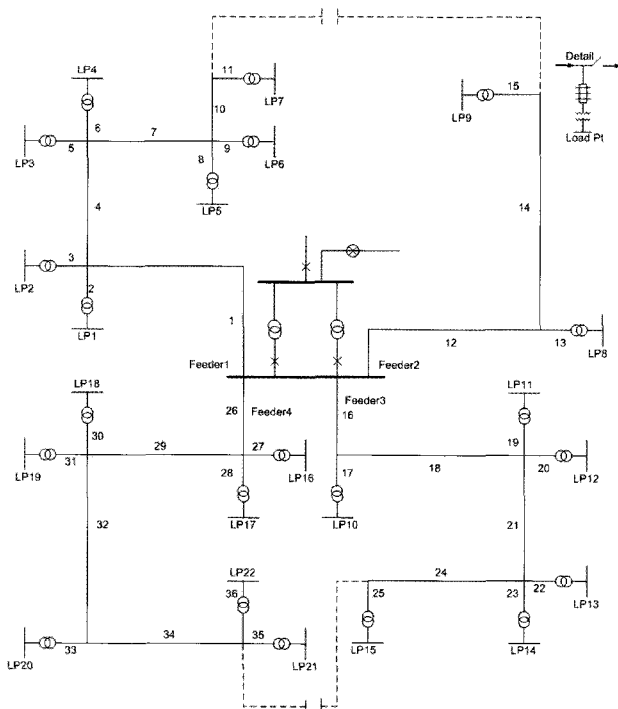 LP4
11
LP7
10
Detail
15
LP9
6
7
5
LP3
8
9
LP6
Load Pt
LP5
4
14
3
LP2
2
LP1
1
12
13
LP8
Feeder1
Feeder2
LP18
26
Feeder4
Feeder3
16
LP11
30
29
27
31
LP19
28
LP16
17
18
19
20
LP12
LP17
LP10
32
21
LP22
24
36
25
22
23
LP13
34
35
33
LP20
LP21
LP15
LP14